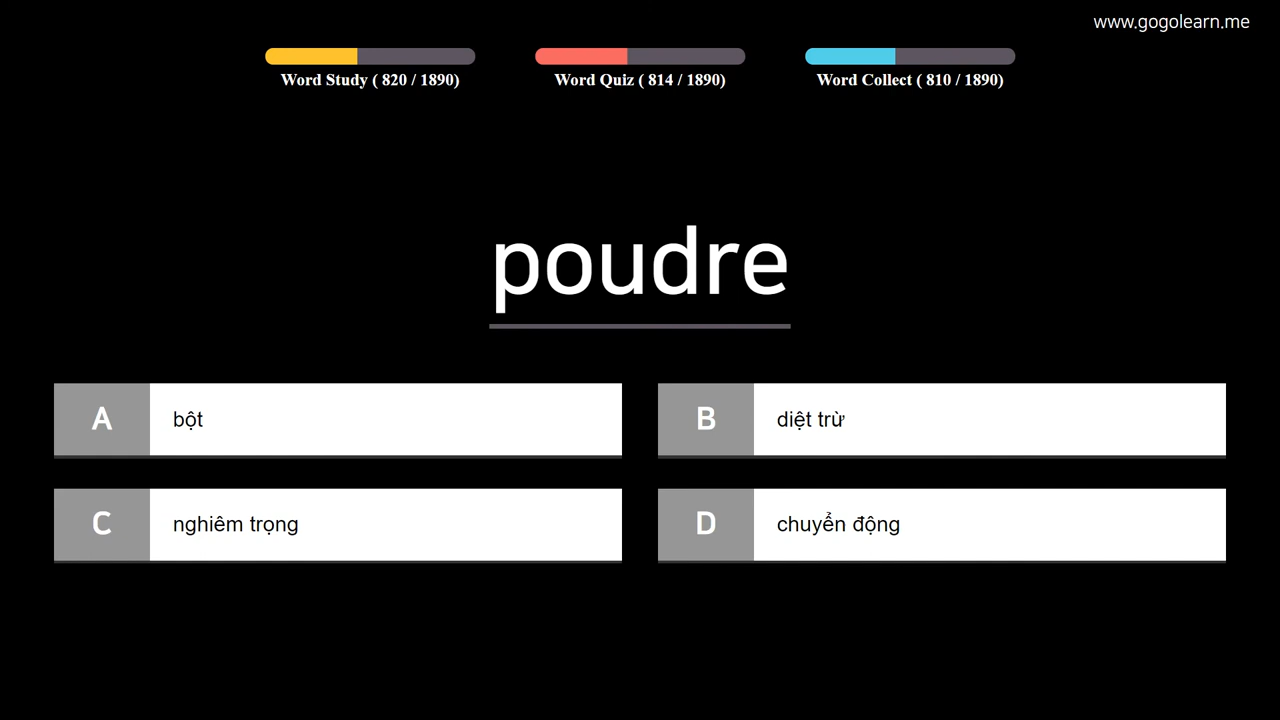 www.gogolearn.me
Word Study ( 820 / 1890)
Word Quiz ( 814 / 1890)
Word Collect ( 810 / 1890)
poudre
A bột
B diệt trừ
C nghiêm trọng
D chuyển động